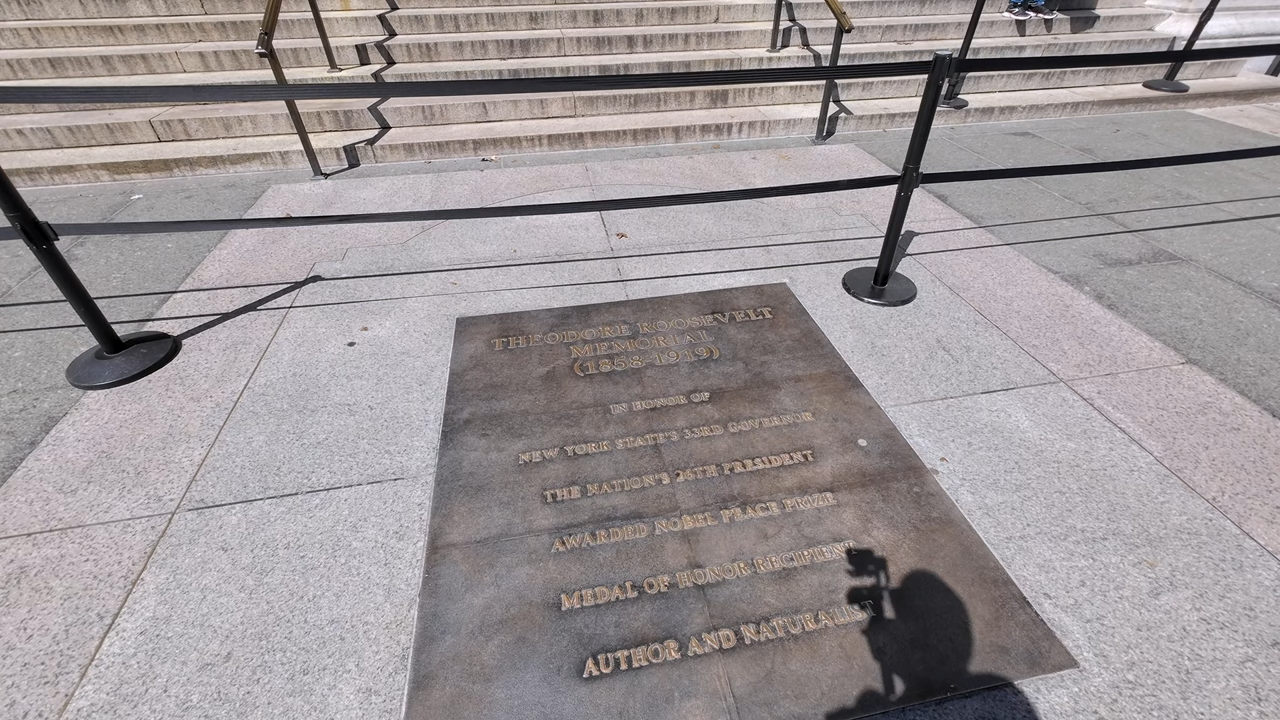 THEODORE ROOSEVELT
MEMORIAL
(1858-1919)
IN HONOR OF
NEW YORK STATE'S 33RD GOVERNOR
THE NATION'S 26TH PRESIDENT
AWARDED NOBEL PEACE PRIZE
MEDAL OF HONOR RECIPIENT
AUTHOR AND NATURALIST